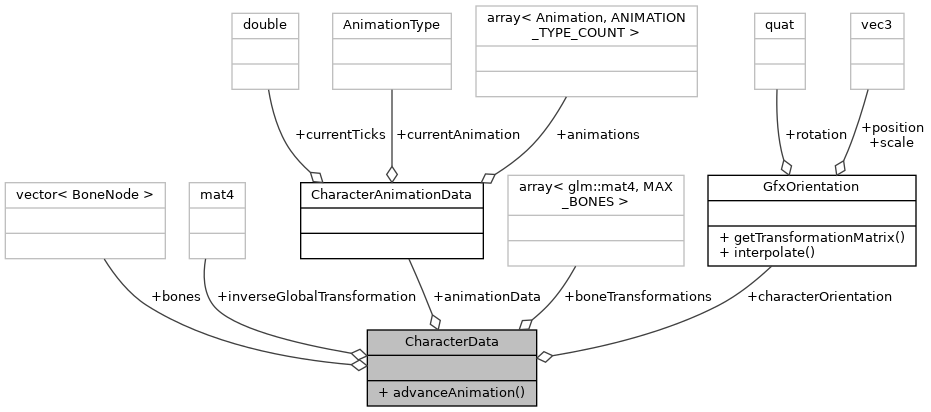 double
AnimationType
array< Animation, ANIMATION
_TYPE_COUNT >
quat
vec3
+currentTicks
+currentAnimation
+animations
+rotation
+position
+scale
vector< BoneNode >
mat4
CharacterAnimationData
array< glm::mat4, MAX
_BONES >
GfxOrientation
+ getTransformationMatrix()
+ interpolate()
+bones
+inverseGlobalTransformation
+animationData
+boneTransformations
+characterOrientation
CharacterData
+ advanceAnimation()